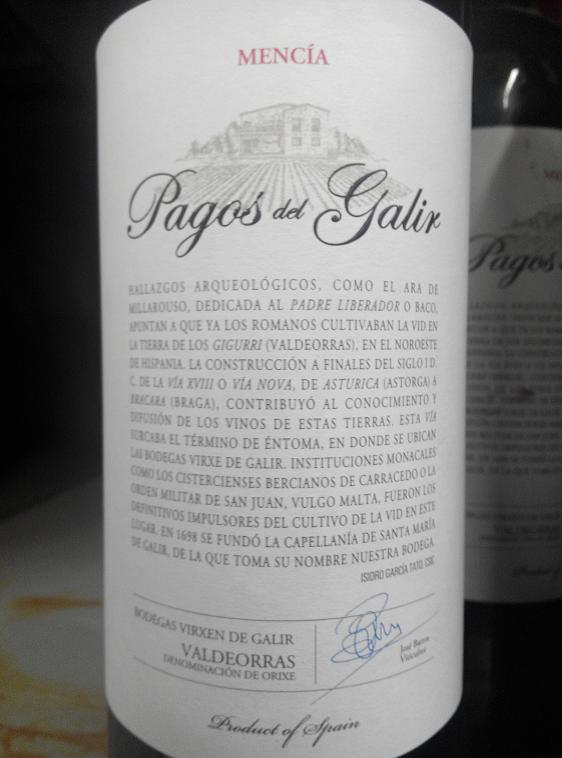 MENCÍA
Pagos del Galir
HALLAZGOS ARQUEOLÓGICOS, COMO EL ARA DE
MILLAROUSO, DEDICADA AL PADRE LIBERADOR O BACO,
APUNTAN A QUE YA LOS ROMANOS CULTIVABAN LA VID EN
LA TIERRA DE LOS GIGURRI (VALDEORRAS), EN EL NOROESTE
DE HISPANIA. LA CONSTRUCCIÓN A FINALES DEL SIGLO I D.
C. DE LA VÍA XVIII O VÍA NOVA, DE ASTURICA (ASTORGA) A
BRACARA (BRAGA), CONTRIBUYÓ AL CONOCIMIENTO Y
DIFUSIÓN DE LOS VINOS DE ESTAS TIERRAS. ESTA VÍA
SURCABA EL TÉRMINO DE ÉNTOMA, EN DONDE SE UBICAN
LAS BODEGAS VIRXE DE GALIR. INSTITUCIONES MONACALES
COMO LOS CISTERCIENSES BERCIANOS DE CARRACEDO O LA
ORDEN MILITAR DE SAN JUAN, VULGO MALTA, FUERON LOS
DEFINITIVOS IMPULSORES DEL CULTIVO DE LA VID EN ESTE
LUGAR. EN 1698 SE FUNDÓ LA CAPELLANÍA DE SANTA MARÍA
DE GALIR, DE LA QUE TOMA SU NOMBRE NUESTRA BODEGA.
ISIDRO GARCÍA TATO, CSIC
BODEGAS VIRXEN DE GALIR
VALDEORRAS
DENOMINACIÓN DE ORIXE
José Barros
Viticultor
Product of Spain
Pagos